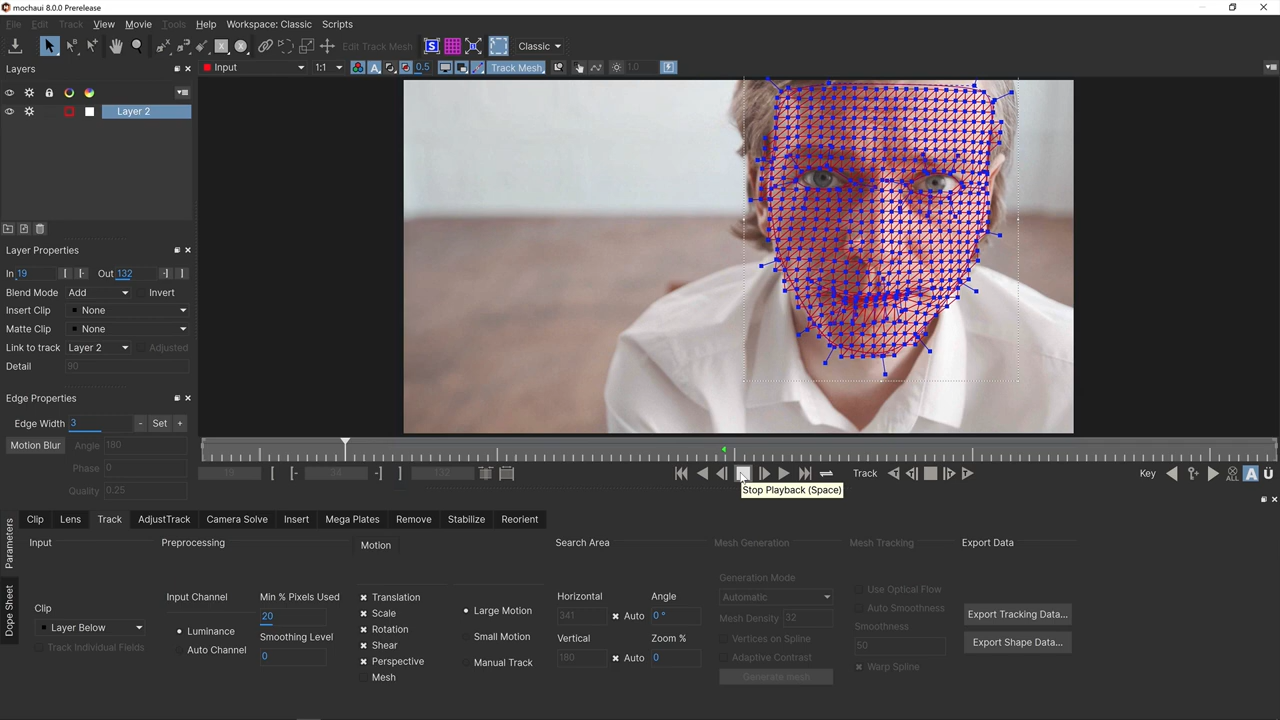 mochaui 8.0.0 Prerelease
File Edit Track View Movie Tools Help Workspace: Classic Scripts
Edit Track Mesh Classic
Layers
Input 1:1 0.5 Track Mesh 1.0
Layer 2
Layer Properties
In 19 Out 132
Blend Mode Add Invert
Insert Clip None
Matte Clip None
Link to track Layer 2 Adjusted
Detail 90
Edge Properties
Edge Width 3 - Set +
Motion Blur Angle 180
Phase 0
Quality 0.25
19 34 132 Track Key ALL A
Stop Playback (Space)
Parameters
Dope Sheet
Clip Lens Track AdjustTrack Camera Solve Insert Mega Plates Remove Stabilize Reorient
Input Preprocessing Motion Search Area Mesh Generation Mesh Tracking Export Data
Clip
Layer Below
Track Individual Fields
Input Channel
Luminance
Auto Channel
Min % Pixels Used
20
Smoothing Level
0
Translation
Scale
Rotation
Shear
Perspective
Mesh
Large Motion
Small Motion
Manual Track
Horizontal Angle
341 Auto 0 °
Vertical Zoom %
180 Auto 0
Generation Mode
Automatic
Mesh Density 32
Vertices on Spline
Adaptive Contrast
Generate mesh
Use Optical Flow
Auto Smoothness
Smoothness
50
Warp Spline
Export Tracking Data...
Export Shape Data...